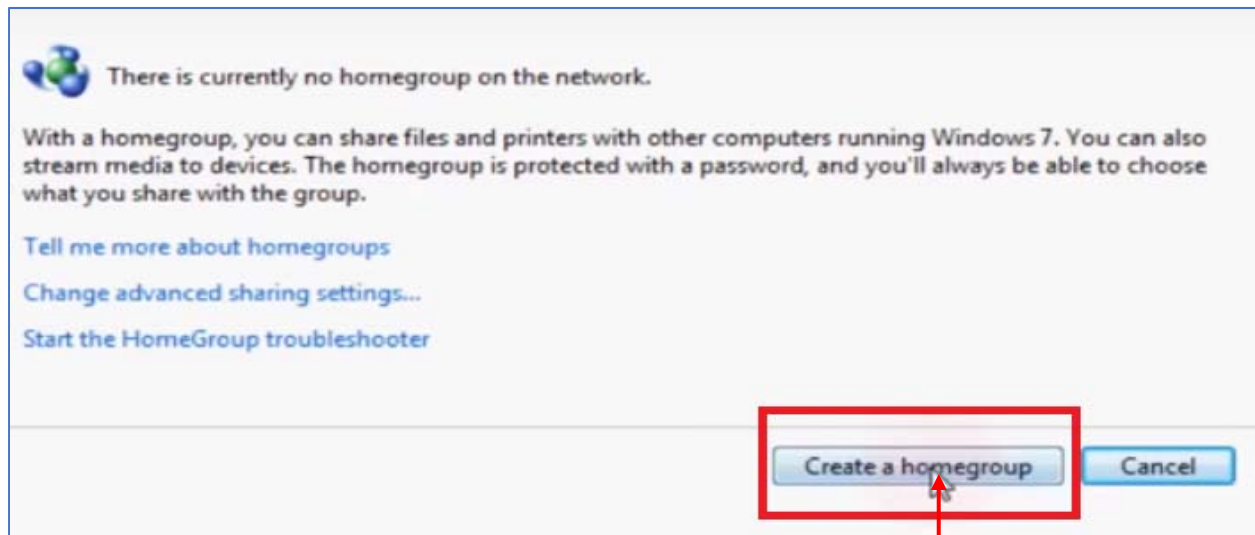 There is currently no homegroup on the network.
With a homegroup, you can share files and printers with other computers running Windows 7. You can also
stream media to devices. The homegroup is protected with a password, and you'll always be able to choose
what you share with the group.
Tell me more about homegroups
Change advanced sharing settings...
Start the HomeGroup troubleshooter
Create a homegroup Cancel